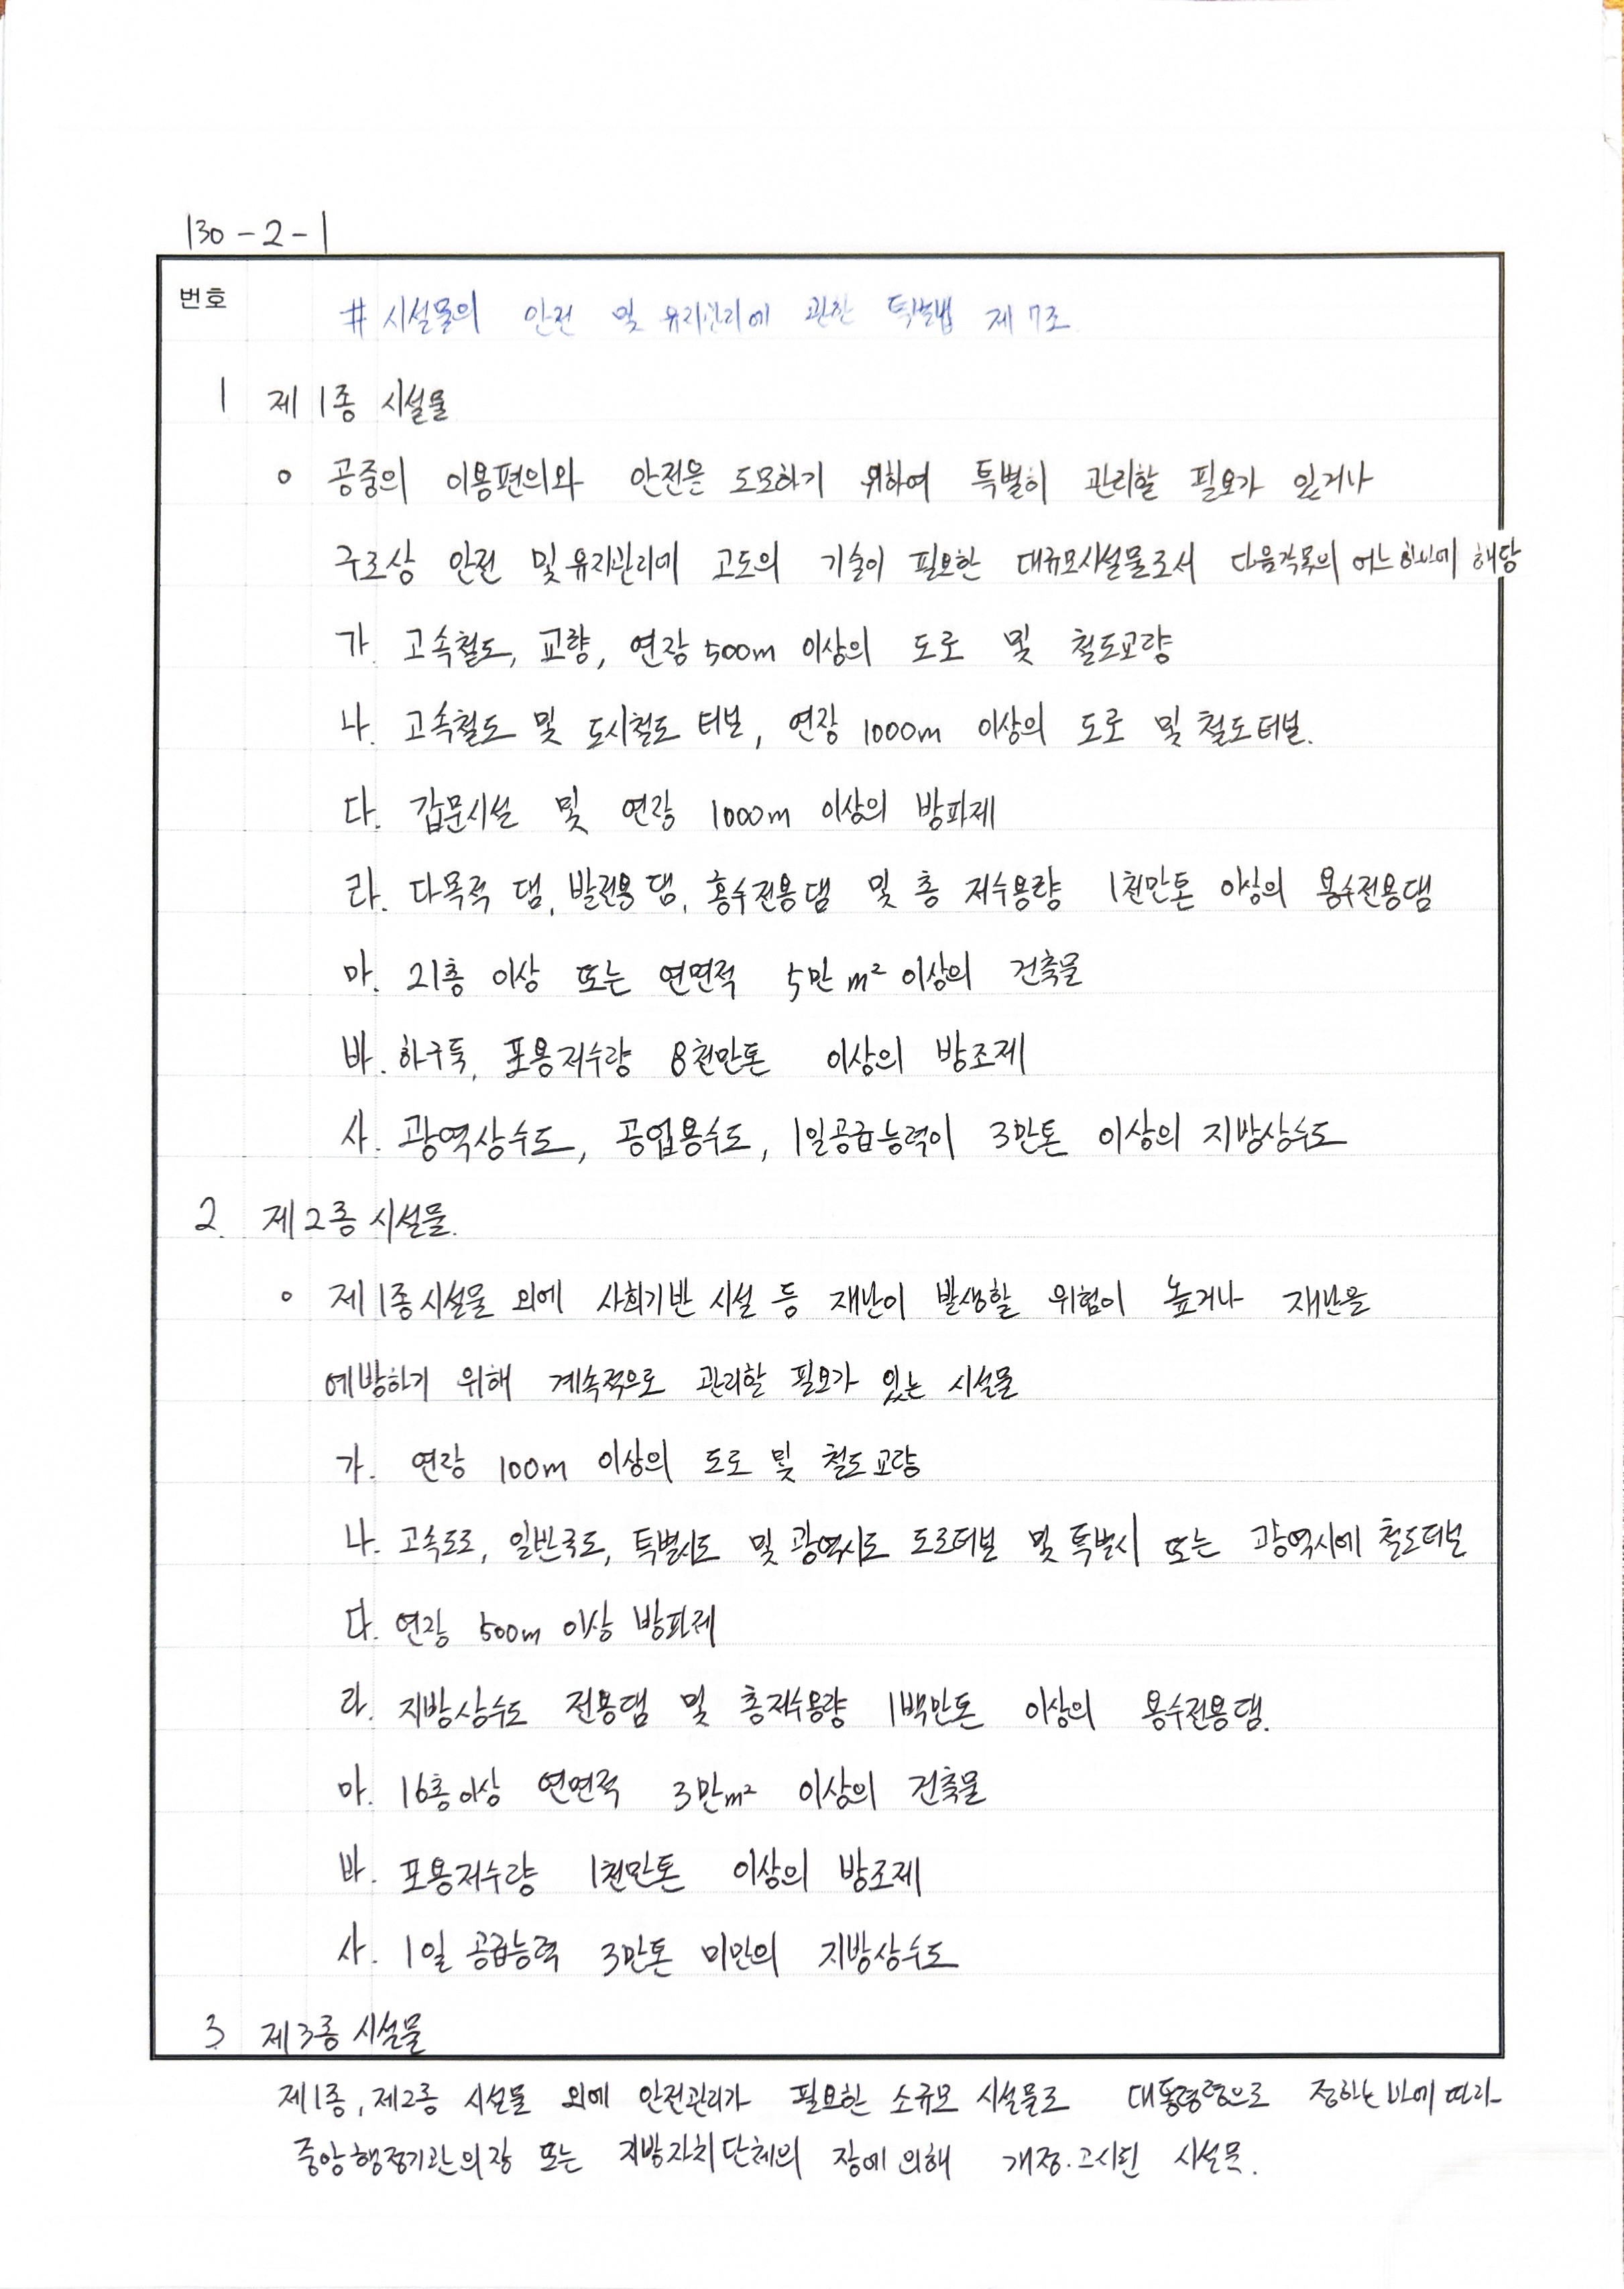 130-2-1
번호
# 시설물의 안전 및 유지관리에 관한 특별법 제7조
1 제1종 시설물
o 공중의 이용편의와 안전을 도모하기 위하여 특별히 관리할 필요가 있거나
구조상 안전 및 유지관리에 고도의 기술이 필요한 대규모시설물로서 다음각목의 어느 하나에 해당
가. 고속철도, 교량, 연장 500m 이상의 도로 및 철도교량
나. 고속철도 및 도시철도 터널, 연장 1000m 이상의 도로 및 철도터널.
다. 갑문시설 및 연장 1000m 이상의 방파제
라. 다목적 댐, 발전용 댐, 홍수전용댐 및 총 저수용량 1천만톤 이상의 용수전용댐
마. 21층 이상 또는 연면적 5만 m² 이상의 건축물
바. 하구둑, 포용저수량 8천만톤 이상의 방조제
사. 광역상수도, 공업용수도, 1일공급능력이 3만톤 이상의 지방상수도
2. 제2종 시설물.
o 제1종시설물 외에 사회기반 시설 등 재난이 발생할 위험이 높거나 재난을
예방하기 위해 계속적으로 관리할 필요가 있는 시설물
가. 연장 100m 이상의 도로 및 철도교량
나. 고속도로, 일반국도, 특별시도 및 광역시도 도로터널 및 특별시 또는 광역시에 철도터널
다. 연장 500m 이상 방파제
라. 지방상수도 전용댐 및 총저수용량 1백만톤 이상의 용수전용댐.
마. 16층이상 연면적 3만m² 이상의 건축물
바. 포용저수량 1천만톤 이상의 방조제
사. 1일 공급능력 3만톤 미만의 지방상수도
3. 제3종 시설물
제1종, 제2종 시설물 외에 안전관리가 필요한 소규모 시설물로 대통령령으로 정하는 바에 따라
중앙행정기관의 장 또는 지방자치단체의 장에 의해 개정·고시된 시설물.